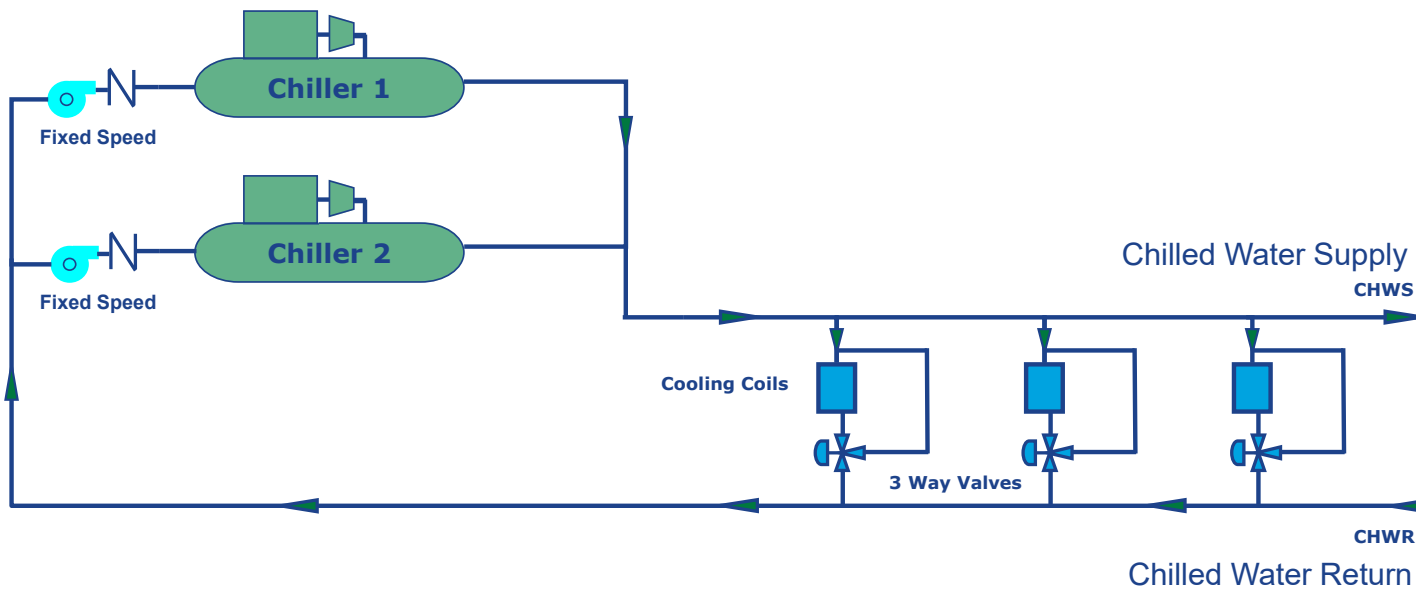 Chiller 1
Fixed Speed
Chiller 2
Fixed Speed
Chilled Water Supply
CHWS
Cooling Coils
3 Way Valves
CHWR
Chilled Water Return